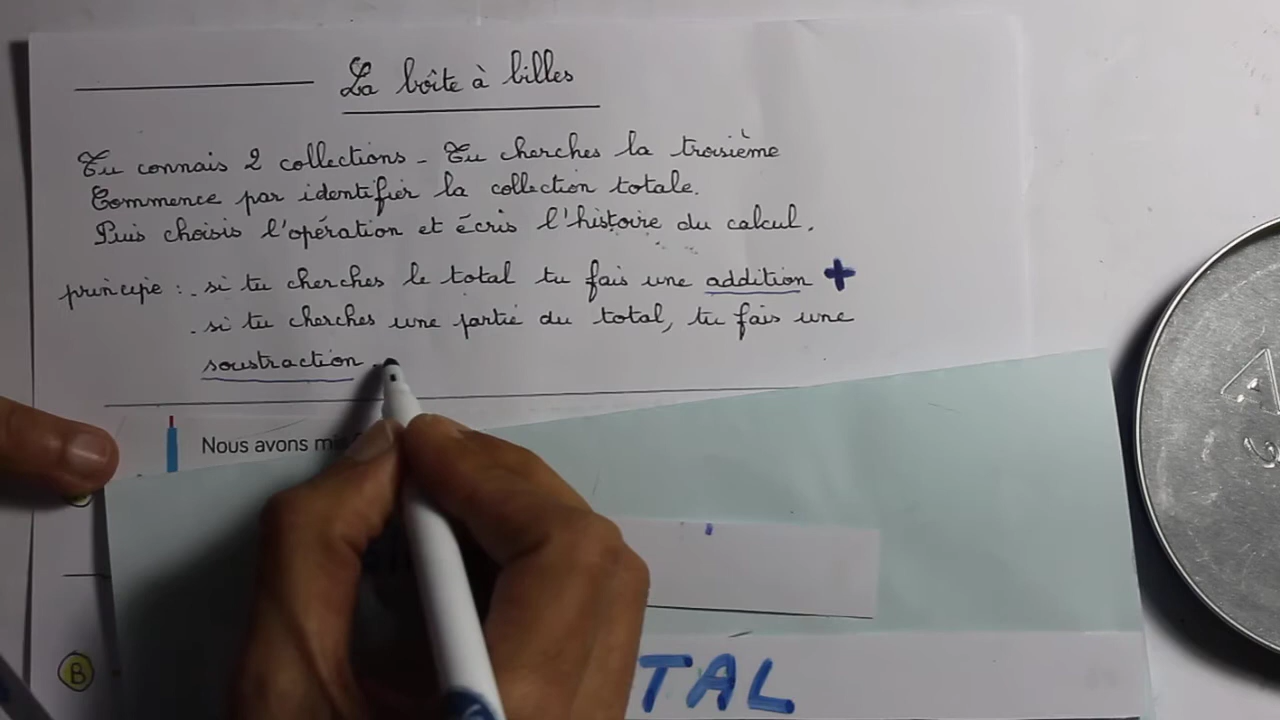 La boîte à billes
Tu connais 2 collections - Tu cherches la troisième
Commence par identifier la collection totale.
Puis choisis l'opération et écris l'histoire du calcul.
principe : - si tu cherches le total tu fais une addition +
- si tu cherches une partie du total, tu fais une
soustraction -
Nous avons
TAL
B